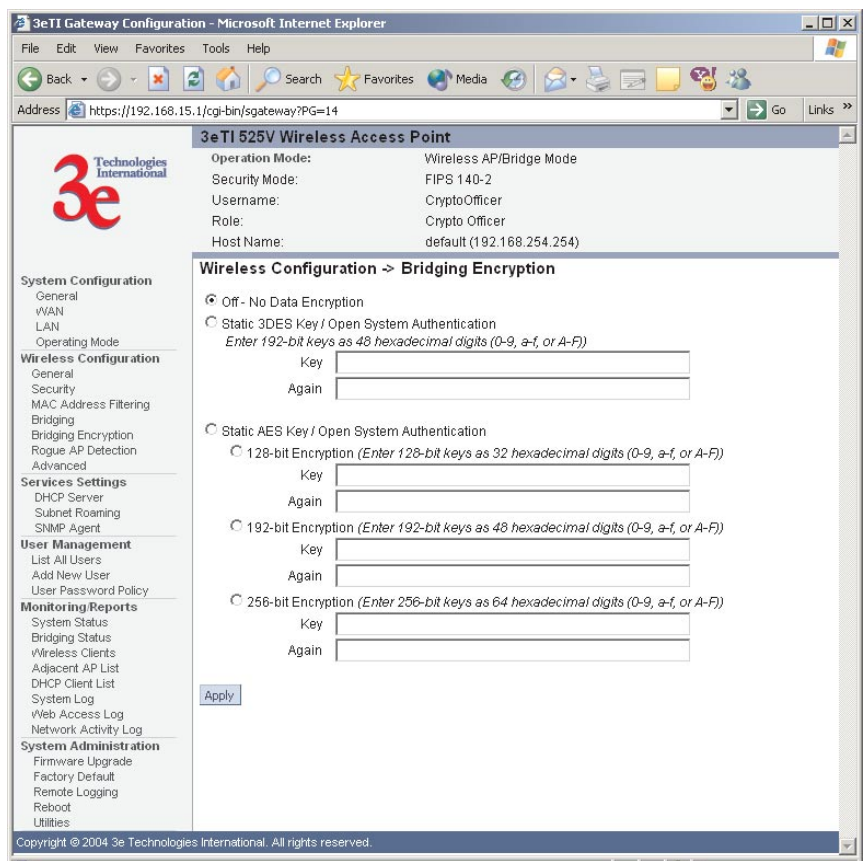 3eTI Gateway Configuration - Microsoft Internet Explorer
File Edit View Favorites Tools Help
Back Search Favorites Media
Address https://192.168.15.1/cgi-bin/sgateway?PG=14 Go Links »
3e Technologies International
3eTI 525V Wireless Access Point
Operation Mode: Wireless AP/Bridge Mode
Security Mode: FIPS 140-2
Username: CryptoOfficer
Role: Crypto Officer
Host Name: default (192.168.254.254)
System Configuration
General
WAN
LAN
Operating Mode
Wireless Configuration
General
Security
MAC Address Filtering
Bridging
Bridging Encryption
Rogue AP Detection
Advanced
Services Settings
DHCP Server
Subnet Roaming
SNMP Agent
User Management
List All Users
Add New User
User Password Policy
Monitoring/Reports
System Status
Bridging Status
Wireless Clients
Adjacent AP List
DHCP Client List
System Log
Web Access Log
Network Activity Log
System Administration
Firmware Upgrade
Factory Default
Remote Logging
Reboot
Utilities
Wireless Configuration -> Bridging Encryption
Off - No Data Encryption
Static 3DES Key / Open System Authentication
Enter 192-bit keys as 48 hexadecimal digits (0-9, a-f, or A-F))
Key
Again
Static AES Key / Open System Authentication
128-bit Encryption (Enter 128-bit keys as 32 hexadecimal digits (0-9, a-f, or A-F))
Key
Again
192-bit Encryption (Enter 192-bit keys as 48 hexadecimal digits (0-9, a-f, or A-F))
Key
Again
256-bit Encryption (Enter 256-bit keys as 64 hexadecimal digits (0-9, a-f, or A-F))
Key
Again
Apply
Copyright © 2004 3e Technologies International. All rights reserved.